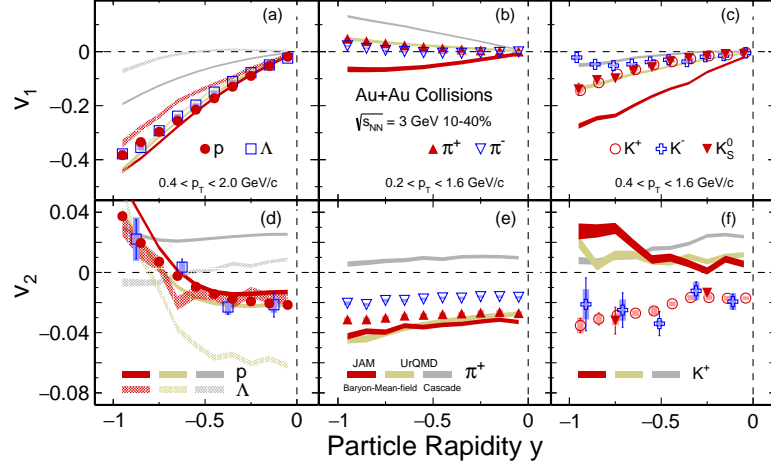 (a)
(b)
(c)
0
−0.2
−0.4
v1
Au+Au Collisions
√sNN = 3 GeV 10-40%
p Λ
π+ π-
K+ K- K0S
0.4 < pT < 2.0 GeV/c
0.2 < pT < 1.6 GeV/c
0.4 < pT < 1.6 GeV/c
(d)
(e)
(f)
0.04
0
−0.04
−0.08
v2
p
Λ
JAM UrQMD
π+
Baryon-Mean-field Cascade
K+
−1 −0.5 0
−1 −0.5 0
−1 −0.5 0
Particle Rapidity y